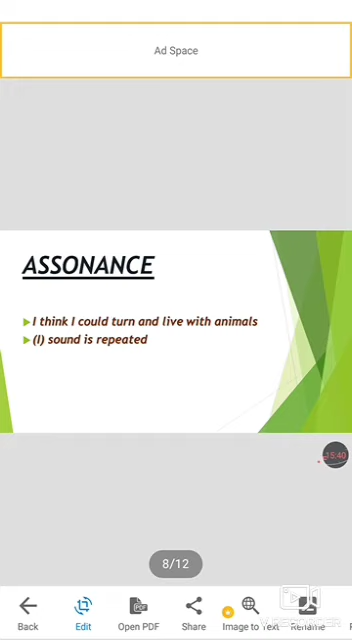 Ad Space
ASSONANCE
I think I could turn and live with animals
(I) sound is repeated
15:40
8/12
Back Edit Open PDF Share Image to Text Rename